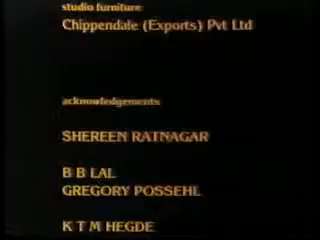 studio furniture
Chippendale (Exports) Pvt Ltd
acknowledgements
SHEREEN RATNAGAR
B B LAL
GREGORY POSSEHL
K T M HEGDE